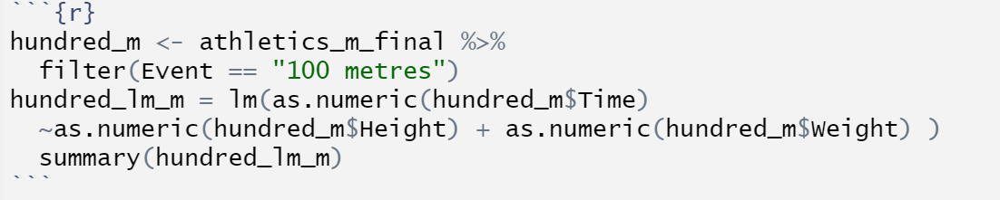 ```{r}
hundred_m <- athletics_m_final %>%
  filter(Event == "100 metres")
hundred_lm_m = lm(as.numeric(hundred_m$Time)
  ~as.numeric(hundred_m$Height) + as.numeric(hundred_m$Weight) )
  summary(hundred_lm_m)
```